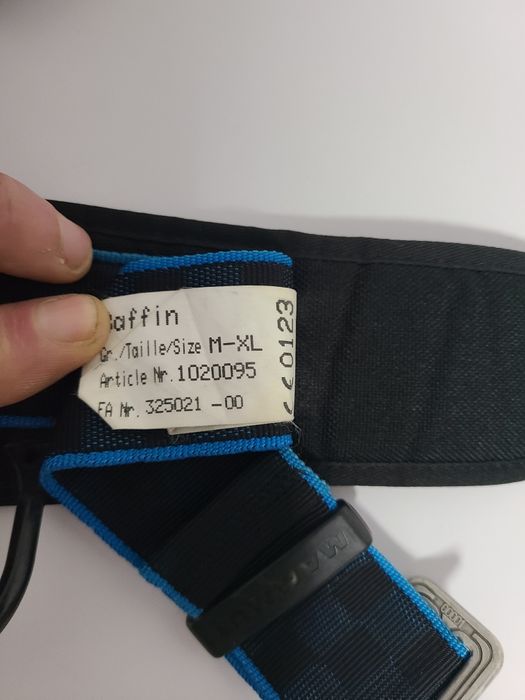 affin
Gr./Taille/Size M-XL
Article Nr. 1020095
FA Nr. 325021 -00
0123